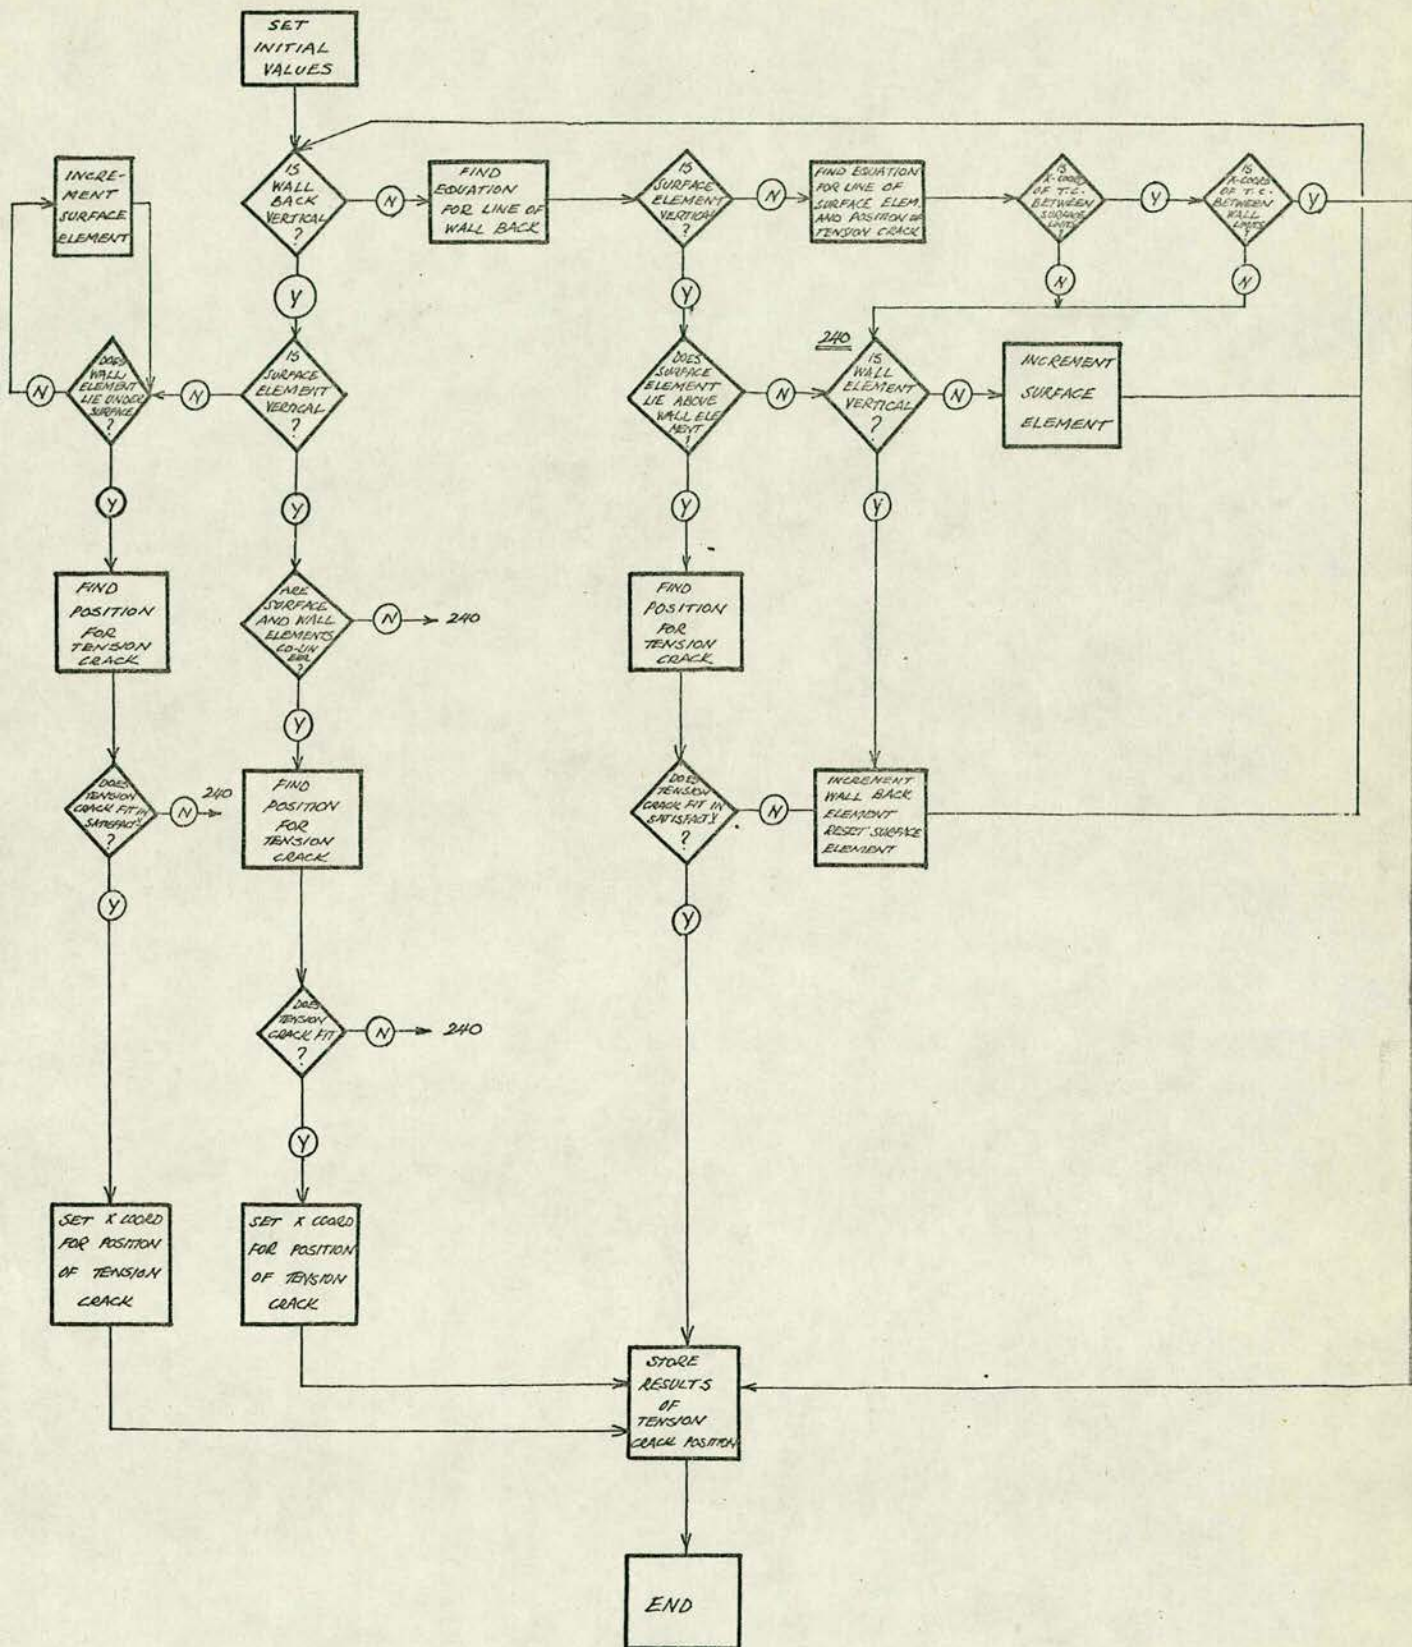 SET
INITIAL
VALUES
INCRE-
MENT
SURFACE
ELEMENT
IS
WALL
BACK
VERTICAL
?
N
FIND
EQUATION
FOR LINE OF
WALL BACK
IS
SURFACE
ELEMENT
VERTICAL
?
N
FIND EQUATION
FOR LINE OF
SURFACE ELEM.
AND POSITION OF
TENSION CRACK
IS
X-COORD
OF T.C.
BETWEEN
SURFACE
LIMITS
?
Y
IS
X-COORD
OF T.C.
BETWEEN
WALL
LIMITS
?
Y
Y
Y
N
N
N
DOES
WALL
ELEMENT
LIE UNDER
SURFACE
?
N
IS
SURFACE
ELEMENT
VERTICAL
?
DOES
SURFACE
ELEMENT
LIE ABOVE
WALL ELE
MENT
?
N
240
IS
WALL
ELEMENT
VERTICAL
?
N
INCREMENT
SURFACE
ELEMENT
Y
Y
Y
Y
FIND
POSITION
FOR
TENSION
CRACK
ARE
SURFACE
AND WALL
ELEMENTS
CO-LIN
EAR
?
N
240
FIND
POSITION
FOR
TENSION
CRACK
Y
DOES
TENSION
CRACK FIT IN
SATISFACT'Y
?
N
240
FIND
POSITION
FOR
TENSION
CRACK
DOES
TENSION
CRACK FIT IN
SATISFACT'Y
?
N
INCREMENT
WALL BACK
ELEMENT
RESET SURFACE
ELEMENT
Y
Y
DOES
TENSION
CRACK FIT
?
N
240
Y
SET X COORD
FOR POSITION
OF TENSION
CRACK
SET X COORD
FOR POSITION
OF TENSION
CRACK
STORE
RESULTS
OF
TENSION
CRACK POSITION
END